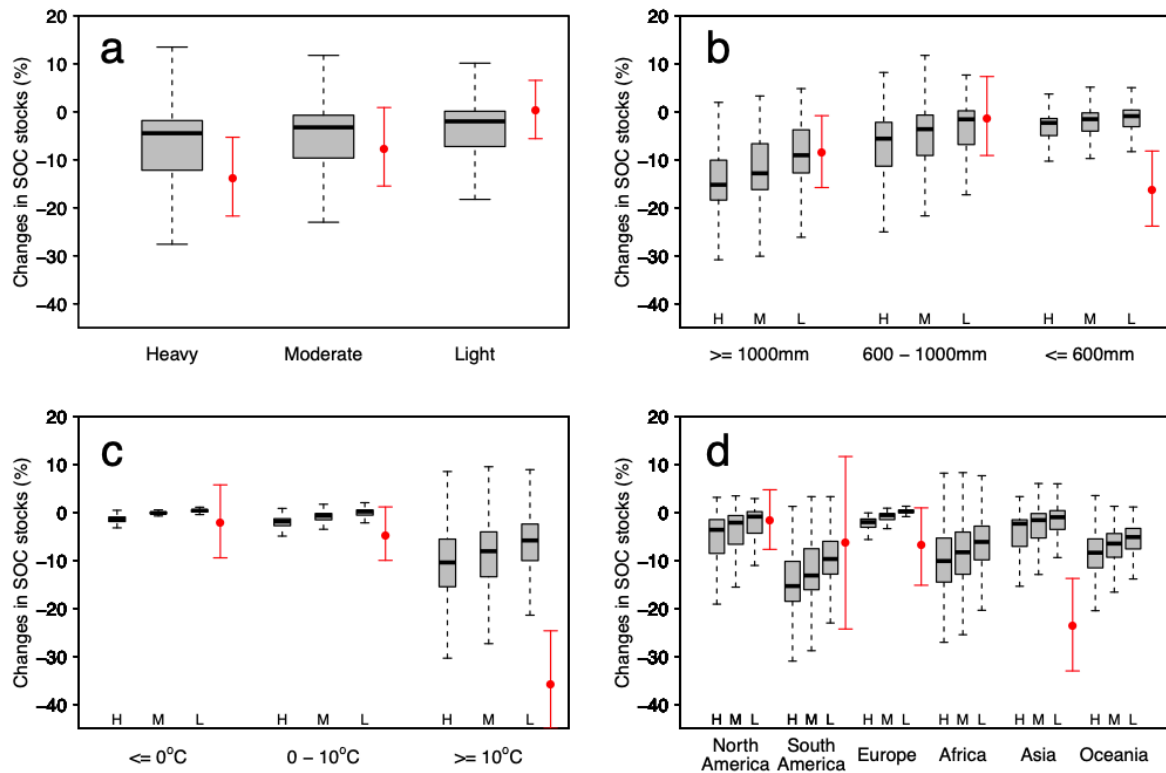 a
Changes in SOC stocks (%)
20
10
0
−10
−20
−30
−40
Heavy Moderate Light
b
Changes in SOC stocks (%)
20
10
0
−10
−20
−30
−40
H M L H M L H M L
>= 1000mm 600 − 1000mm <= 600mm
c
Changes in SOC stocks (%)
20
10
0
−10
−20
−30
−40
H M L H M L H M L
<= 0°C 0 − 10°C >= 10°C
d
Changes in SOC stocks (%)
20
10
0
−10
−20
−30
−40
H M L H M L H M L H M L H M L H M L
North America South America Europe Africa Asia Oceania